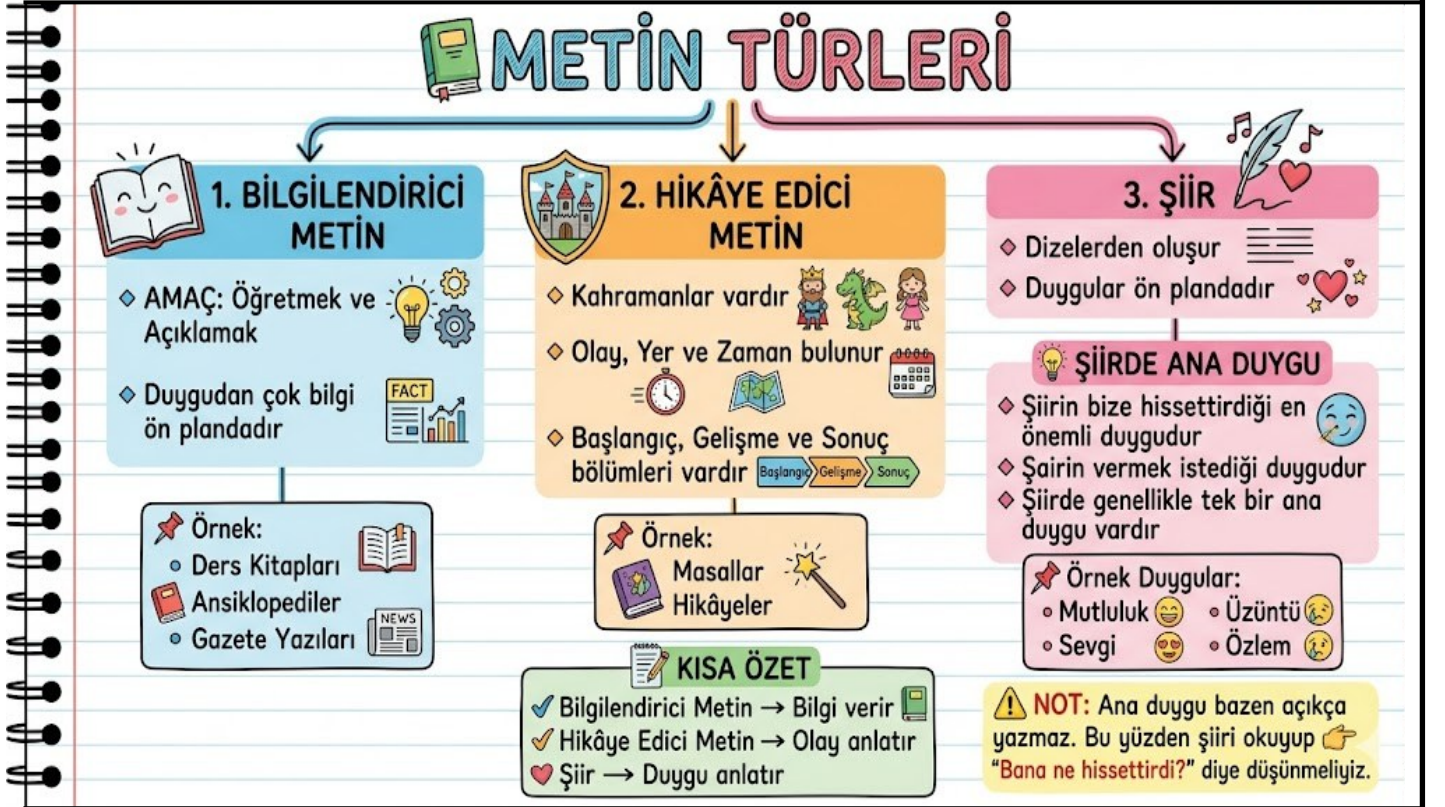 METİN TÜRLERİ
1. BİLGİLENDİRİCİ
METİN
AMAÇ: Öğretmek ve
Açıklamak
Duygudan çok bilgi
ön plandadır
FACT
Örnek:
Ders Kitapları
Ansiklopediler
Gazete Yazıları
NEWS
2. HİKÂYE EDİCİ
METİN
Kahramanlar vardır
Olay, Yer ve Zaman bulunur
Başlangıç, Gelişme ve Sonuç
bölümleri vardır
Başlangıç Gelişme Sonuç
Örnek:
Masallar
Hikâyeler
3. ŞİİR
Dizelerden oluşur
Duygular ön plandadır
ŞİİRDE ANA DUYGU
Şiirin bize hissettirdiği en
önemli duygudur
Şairin vermek istediği duygudur
Şiirde genellikle tek bir ana
duygu vardır
Örnek Duygular:
Mutluluk
Üzüntü
Sevgi
Özlem
NOT: Ana duygu bazen açıkça
yazmaz. Bu yüzden şiiri okuyup
"Bana ne hissettirdi?" diye düşünmeliyiz.
KISA ÖZET
Bilgilendirici Metin → Bilgi verir
Hikâye Edici Metin → Olay anlatır
Şiir → Duygu anlatır